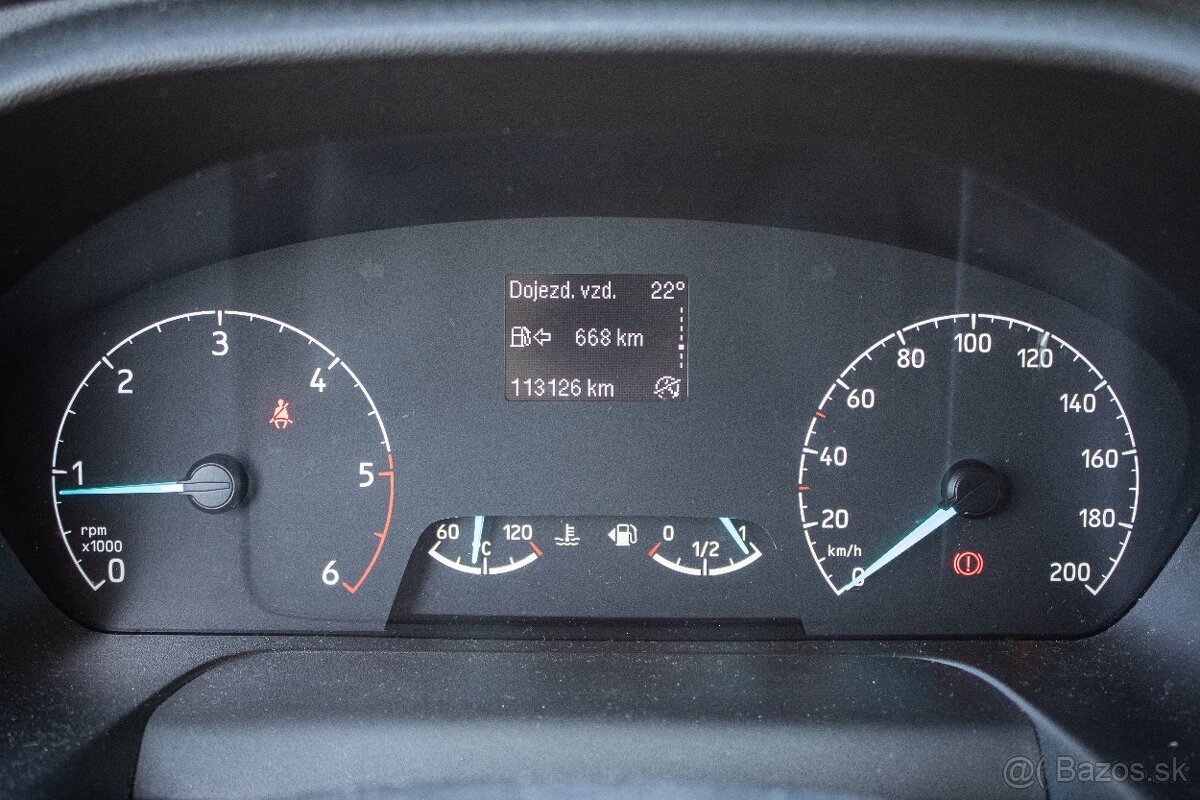 Dojezd. vzd. 22°
668 km
113126 km
0 1 2 3 4 5 6
rpm
x1000
60 120
°C
0 1/2 1
0 20 40 60 80 100 120 140 160 180 200
km/h
@( Bazos.sk